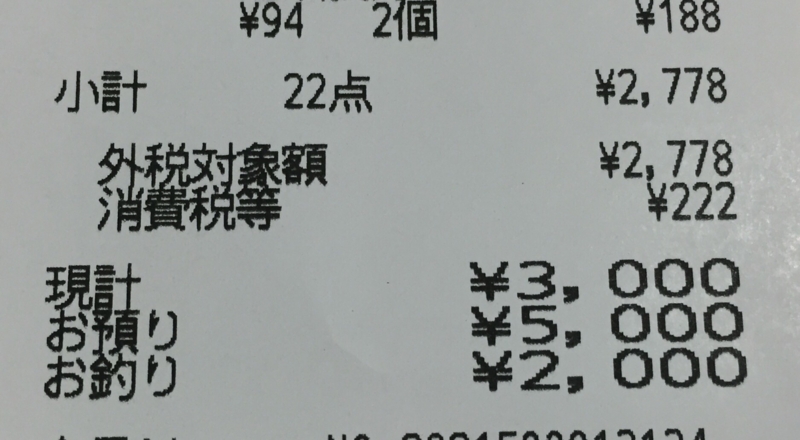 ¥94 2個 ¥188
小計 22点 ¥2,778
外税対象額 ¥2,778
消費税等 ¥222
現計 ¥3,000
お預り ¥5,000
お釣り ¥2,000